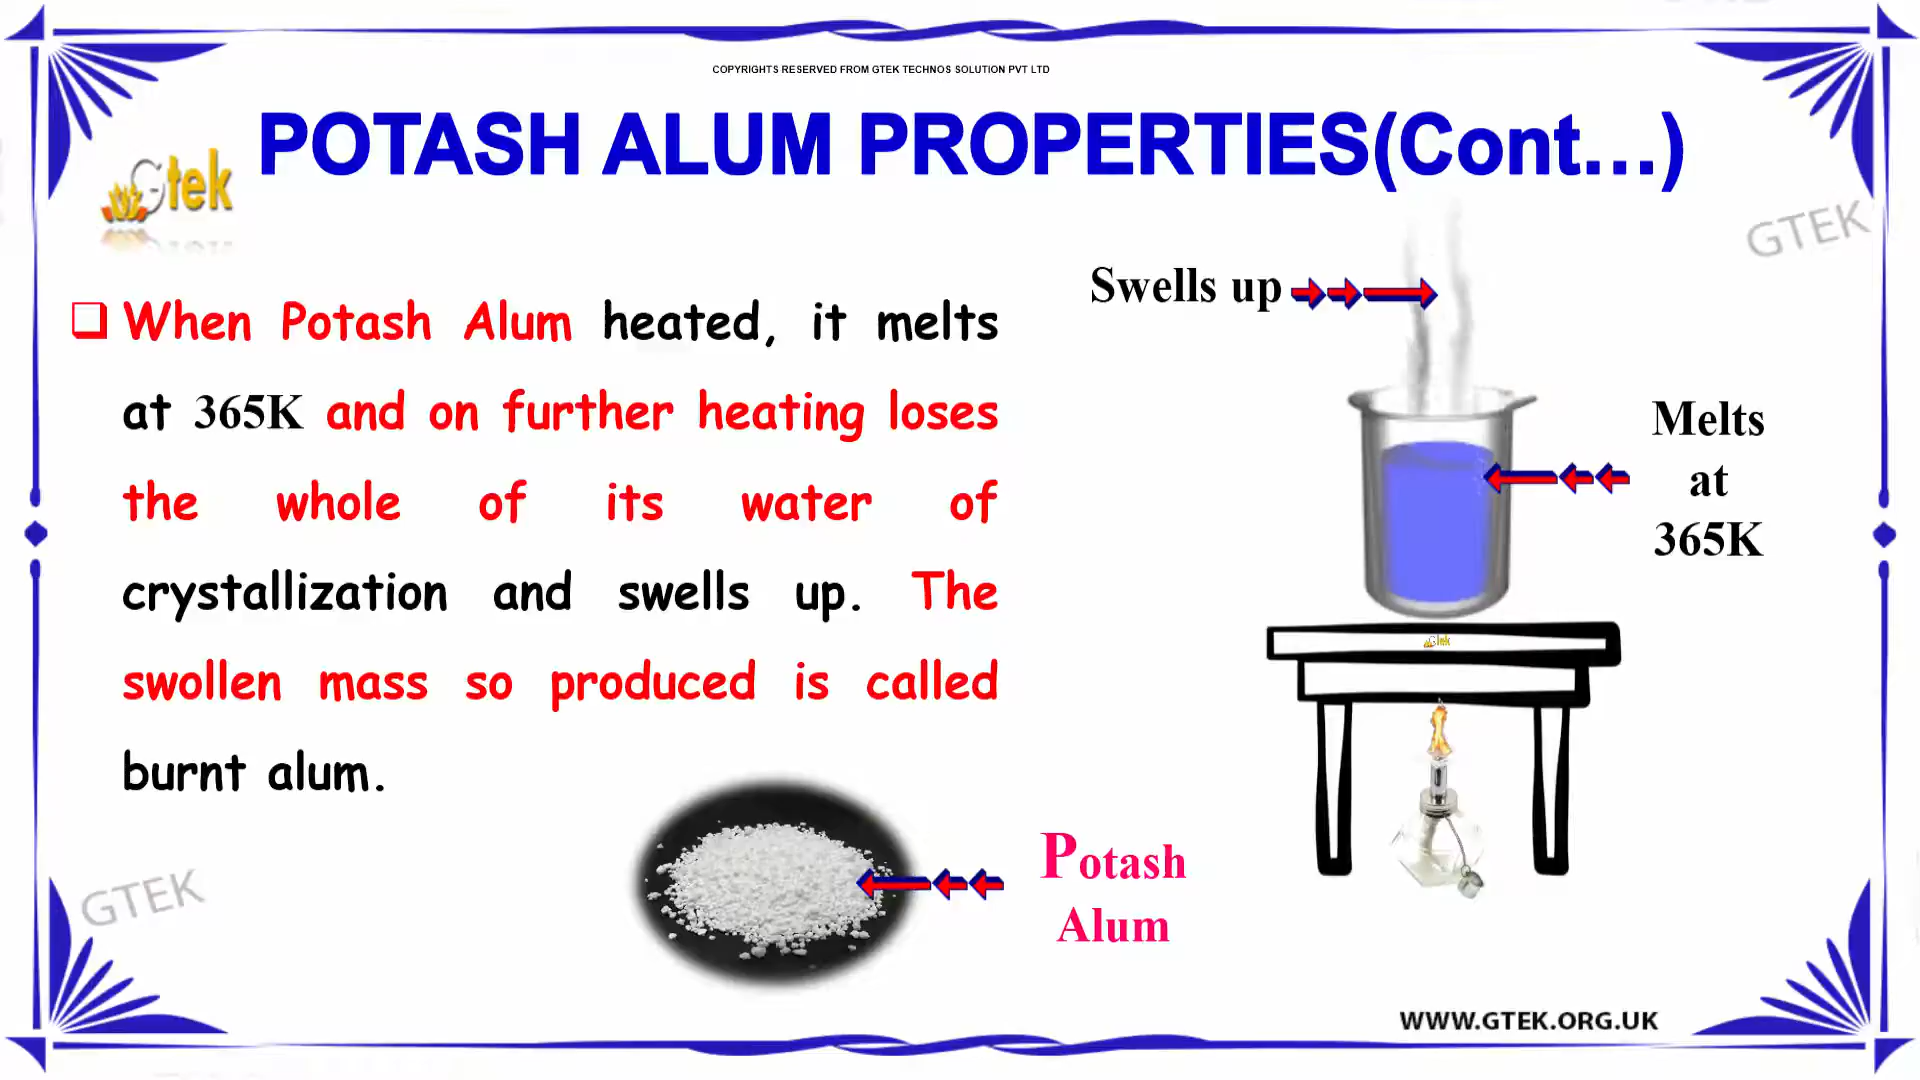 COPYRIGHTS RESERVED FROM GTEK TECHNOS SOLUTION PVT LTD
POTASH ALUM PROPERTIES(Cont...)
Gtek
GTEK
Swells up
When Potash Alum heated, it melts
at 365K and on further heating loses
the whole of its water of
crystallization and swells up. The
swollen mass so produced is called
burnt alum.
Melts
at
365K
Gtek
Potash
Alum
GTEK
WWW.GTEK.ORG.UK